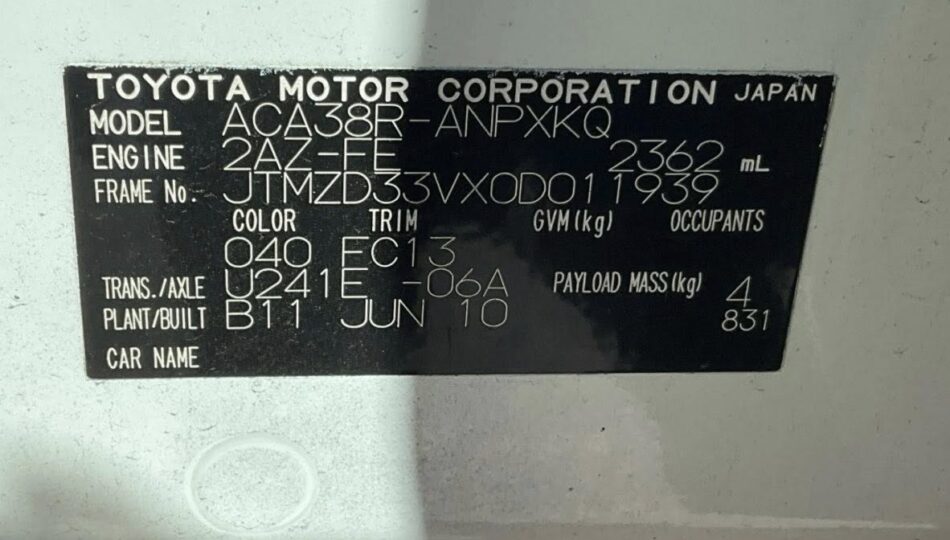 TOYOTA MOTOR CORPORATION JAPAN
MODEL ACA38R-ANPXKQ
ENGINE 2AZ-FE 2362 mL
FRAME No. JTMZD33VX0D011939
COLOR TRIM GVM(kg) OCCUPANTS
040 FC13
TRANS./AXLE U241E -06A PAYLOAD MASS(kg) 4
PLANT/BUILT B11 JUN 10 831
CAR NAME